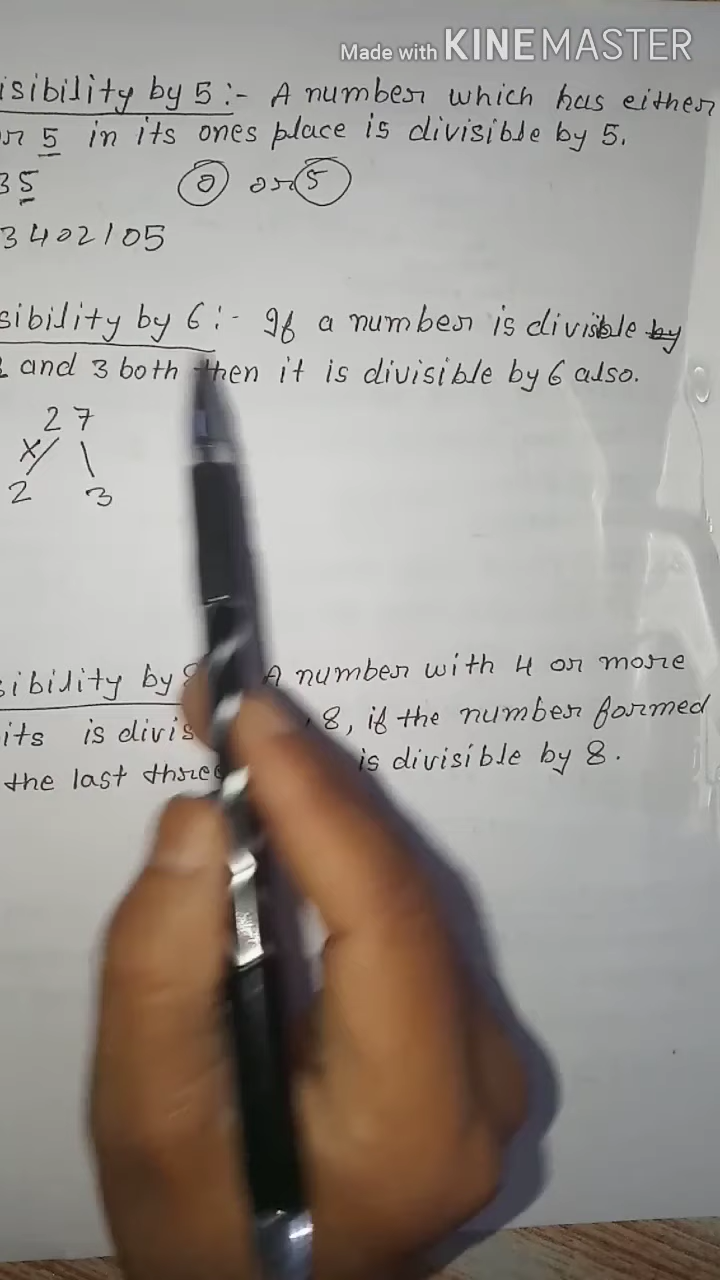 Made with KINEMASTER
isibility by 5 :- A number which has either
or 5 in its ones place is divisible by 5.
35 0 or 5
3402105
sibility by 6 :- If a number is divisible by
2 and 3 both then it is divisible by 6 also.
27
X
2 3
sibility by 8 A number with 4 or more
its is divis 8, if the number formed
the last three is divisible by 8.